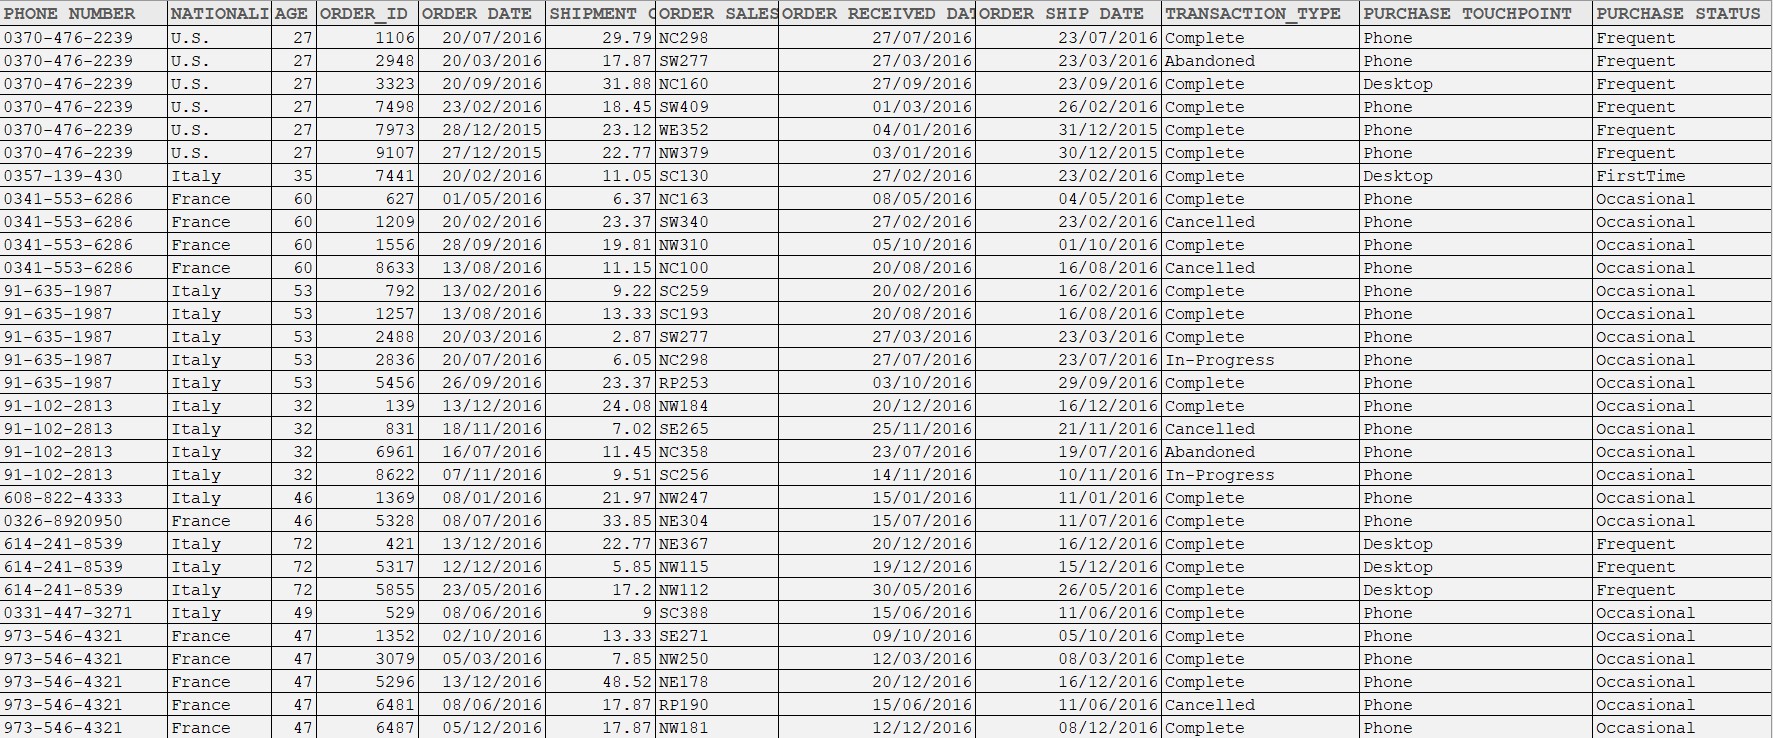 PHONE NUMBER NATIONALI AGE ORDER_ID ORDER DATE SHIPMENT C ORDER SALES ORDER RECEIVED DAT ORDER SHIP DATE TRANSACTION_TYPE PURCHASE TOUCHPOINT PURCHASE STATUS
0370-476-2239 U.S. 27 1106 20/07/2016 29.79 NC298 27/07/2016 23/07/2016 Complete Phone Frequent
0370-476-2239 U.S. 27 2948 20/03/2016 17.87 SW277 27/03/2016 23/03/2016 Abandoned Phone Frequent
0370-476-2239 U.S. 27 3323 20/09/2016 31.88 NC160 27/09/2016 23/09/2016 Complete Desktop Frequent
0370-476-2239 U.S. 27 7498 23/02/2016 18.45 SW409 01/03/2016 26/02/2016 Complete Phone Frequent
0370-476-2239 U.S. 27 7973 28/12/2015 23.12 WE352 04/01/2016 31/12/2015 Complete Phone Frequent
0370-476-2239 U.S. 27 9107 27/12/2015 22.77 NW379 03/01/2016 30/12/2015 Complete Phone Frequent
0357-139-430 Italy 35 7441 20/02/2016 11.05 SC130 27/02/2016 23/02/2016 Complete Desktop FirstTime
0341-553-6286 France 60 627 01/05/2016 6.37 NC163 08/05/2016 04/05/2016 Complete Phone Occasional
0341-553-6286 France 60 1209 20/02/2016 23.37 SW340 27/02/2016 23/02/2016 Cancelled Phone Occasional
0341-553-6286 France 60 1556 28/09/2016 19.81 NW310 05/10/2016 01/10/2016 Complete Phone Occasional
0341-553-6286 France 60 8633 13/08/2016 11.15 NC100 20/08/2016 16/08/2016 Cancelled Phone Occasional
91-635-1987 Italy 53 792 13/02/2016 9.22 SC259 20/02/2016 16/02/2016 Complete Phone Occasional
91-635-1987 Italy 53 1257 13/08/2016 13.33 SC193 20/08/2016 16/08/2016 Complete Phone Occasional
91-635-1987 Italy 53 2488 20/03/2016 2.87 SW277 27/03/2016 23/03/2016 Complete Phone Occasional
91-635-1987 Italy 53 2836 20/07/2016 6.05 NC298 27/07/2016 23/07/2016 In-Progress Phone Occasional
91-635-1987 Italy 53 5456 26/09/2016 23.37 RP253 03/10/2016 29/09/2016 Complete Phone Occasional
91-102-2813 Italy 32 139 13/12/2016 24.08 NW184 20/12/2016 16/12/2016 Complete Phone Occasional
91-102-2813 Italy 32 831 18/11/2016 7.02 SE265 25/11/2016 21/11/2016 Cancelled Phone Occasional
91-102-2813 Italy 32 6961 16/07/2016 11.45 NC358 23/07/2016 19/07/2016 Abandoned Phone Occasional
91-102-2813 Italy 32 8622 07/11/2016 9.51 SC256 14/11/2016 10/11/2016 In-Progress Phone Occasional
608-822-4333 Italy 46 1369 08/01/2016 21.97 NW247 15/01/2016 11/01/2016 Complete Phone Occasional
0326-8920950 France 46 5328 08/07/2016 33.85 NE304 15/07/2016 11/07/2016 Complete Phone Occasional
614-241-8539 Italy 72 421 13/12/2016 22.77 NE367 20/12/2016 16/12/2016 Complete Desktop Frequent
614-241-8539 Italy 72 5317 12/12/2016 5.85 NW115 19/12/2016 15/12/2016 Complete Desktop Frequent
614-241-8539 Italy 72 5855 23/05/2016 17.2 NW112 30/05/2016 26/05/2016 Complete Desktop Frequent
0331-447-3271 Italy 49 529 08/06/2016 9 SC388 15/06/2016 11/06/2016 Complete Phone Occasional
973-546-4321 France 47 1352 02/10/2016 13.33 SE271 09/10/2016 05/10/2016 Complete Phone Occasional
973-546-4321 France 47 3079 05/03/2016 7.85 NW250 12/03/2016 08/03/2016 Complete Phone Occasional
973-546-4321 France 47 5296 13/12/2016 48.52 NE178 20/12/2016 16/12/2016 Complete Phone Occasional
973-546-4321 France 47 6481 08/06/2016 17.87 RP190 15/06/2016 11/06/2016 Cancelled Phone Occasional
973-546-4321 France 47 6487 05/12/2016 17.87 NW181 12/12/2016 08/12/2016 Complete Phone Occasional